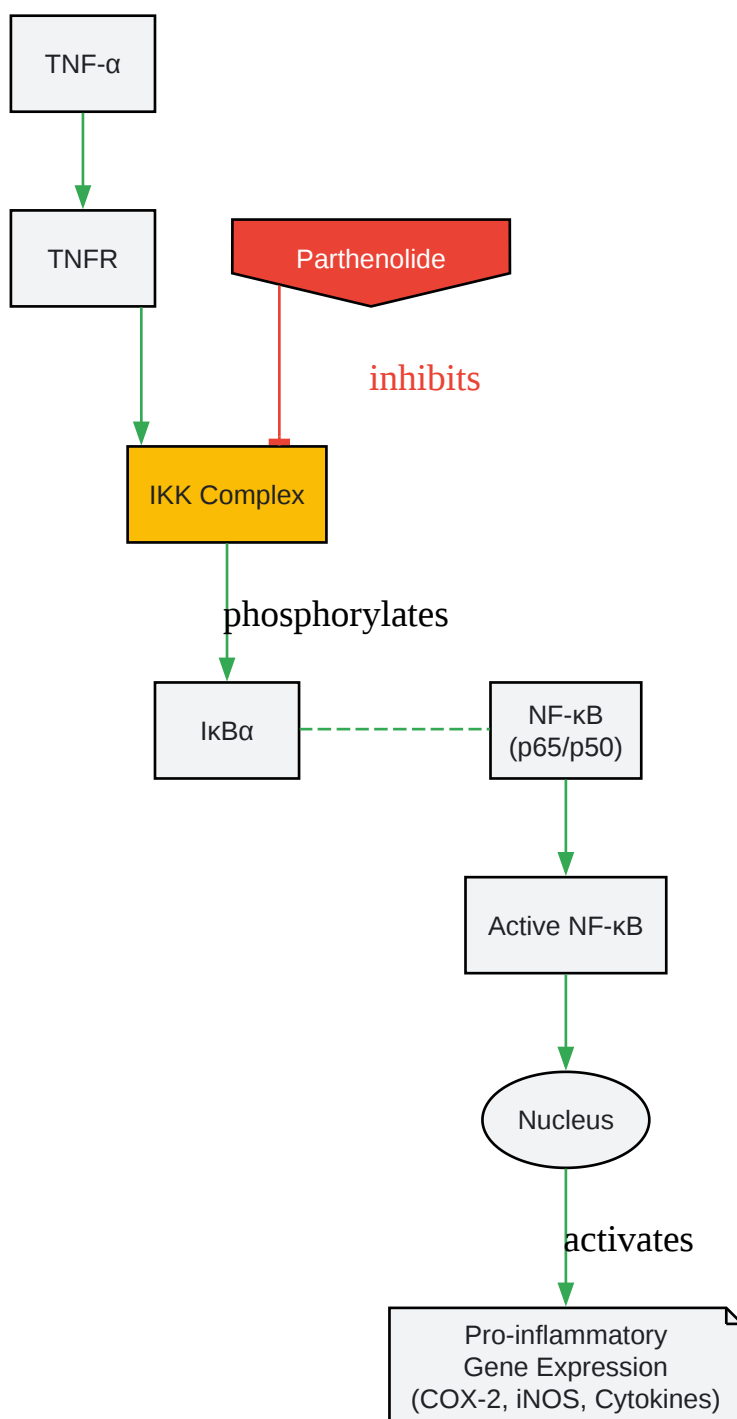 TNF-α
TNFR
Parthenolide
inhibits
IKK Complex
phosphorylates
IκBα
NF-κB
(p65/p50)
Active NF-κB
Nucleus
activates
Pro-inflammatory
Gene Expression
(COX-2, iNOS, Cytokines)